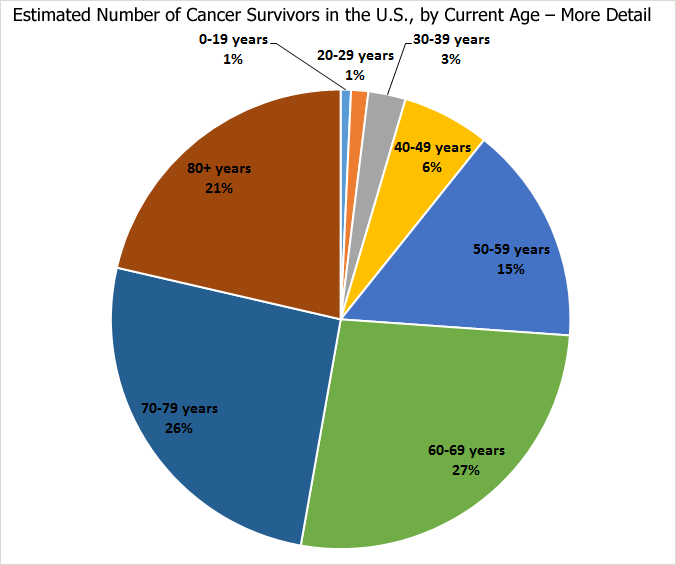 Estimated Number of Cancer Survivors in the U.S., by Current Age – More Detail
0-19 years
1%
20-29 years
1%
30-39 years
3%
40-49 years
6%
50-59 years
15%
60-69 years
27%
70-79 years
26%
80+ years
21%